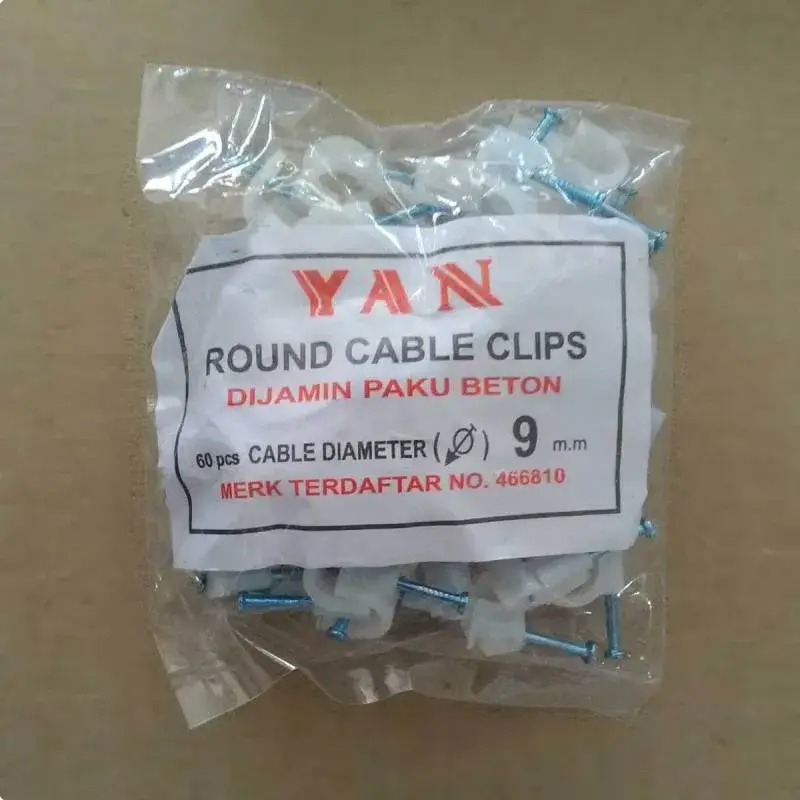 YAN
ROUND CABLE CLIPS
DIJAMIN PAKU BETON
60 pcs CABLE DIAMETER (⌀) 9 m.m
MERK TERDAFTAR NO. 466810